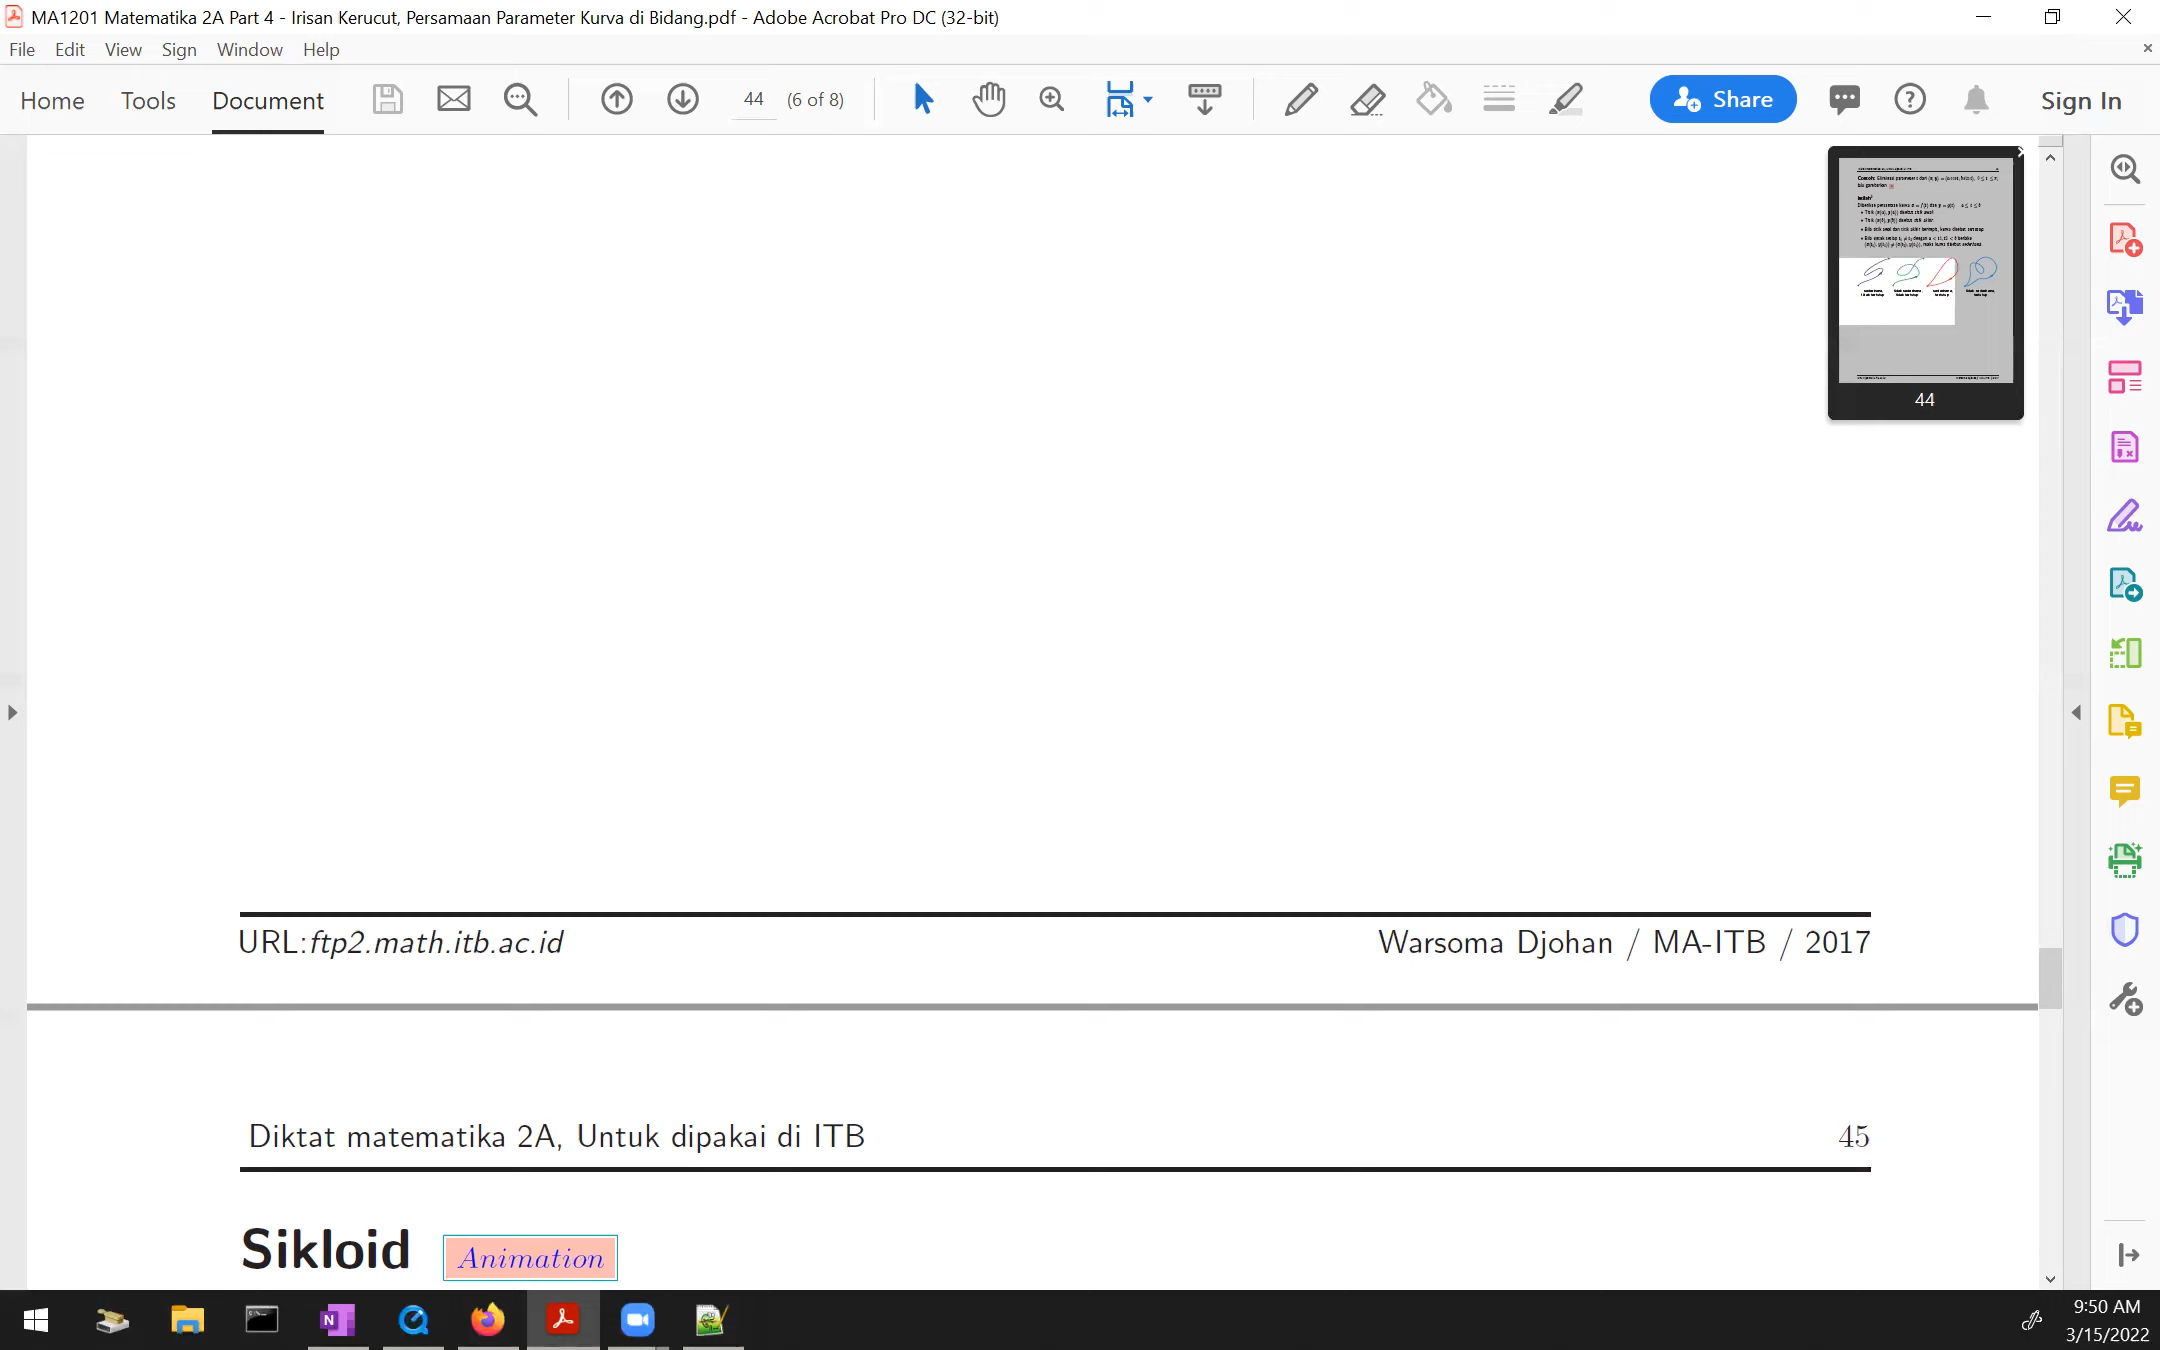 MA1201 Matematika 2A Part 4 - Irisan Kerucut, Persamaan Parameter Kurva di Bidang.pdf - Adobe Acrobat Pro DC (32-bit)
File Edit View Sign Window Help
Home Tools Document 44 (6 of 8) Share Sign In
44
URL:ftp2.math.itb.ac.id Warsoma Djohan / MA-ITB / 2017
Diktat matematika 2A, Untuk dipakai di ITB 45
Sikloid Animation
9:50 AM
3/15/2022